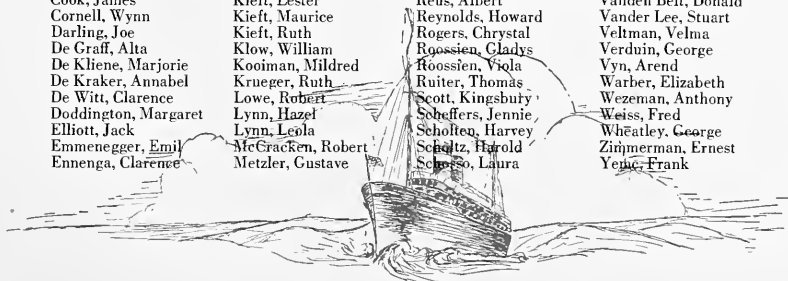 Cornell, Wynn
Darling, Joe
De Graff, Alta
De Kliene, Marjorie
De Kraker, Annabel
De Witt, Clarence
Doddington, Margaret
Elliott, Jack
Emmenegger, Emil
Ennenga, Clarence
Kieft, Lester
Kieft, Maurice
Kieft, Ruth
Klow, William
Kooiman, Mildred
Krueger, Ruth
Lowe, Robert
Lynn, Hazel
Lynn, Leola
McCracken, Robert
Metzler, Gustave
Reus, Albert
Reynolds, Howard
Rogers, Chrystal
Roossien, Gladys
Roossien, Viola
Ruiter, Thomas
Scott, Kingsbury
Scheffers, Jennie
Scholten, Harvey
Scholtz, Harold
Schosso, Laura
Vanden Belt, Donald
Vander Lee, Stuart
Veltman, Velma
Verduin, George
Vyn, Arend
Warber, Elizabeth
Wezeman, Anthony
Weiss, Fred
Wheatley, George
Zimmerman, Ernest